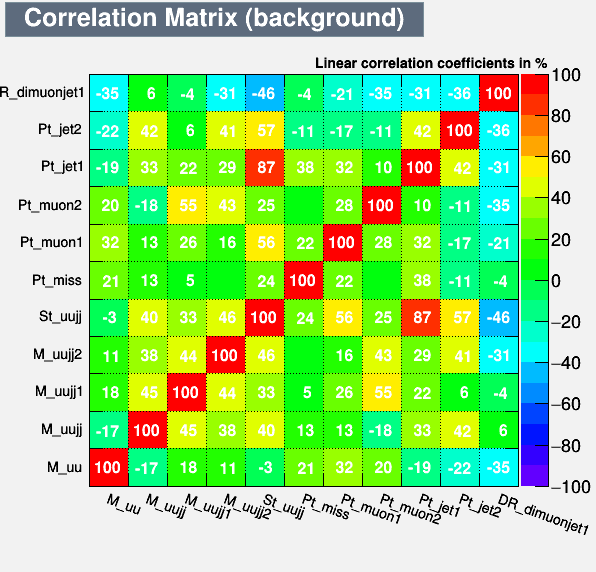 Correlation Matrix (background)
Linear correlation coefficients in %
R_dimuonjet1 -35 6 -4 -31 -46 -4 -21 -35 -31 -36 100
Pt_jet2 -22 42 6 41 57 -11 -17 -11 42 100 -36
Pt_jet1 -19 33 22 29 87 38 32 10 100 42 -31
Pt_muon2 20 -18 55 43 25 28 100 10 -11 -35
Pt_muon1 32 13 26 16 56 22 100 28 32 -17 -21
Pt_miss 21 13 5 24 100 22 38 -11 -4
St_uujj -3 40 33 46 100 24 56 25 87 57 -46
M_uujj2 11 38 44 100 46 16 43 29 41 -31
M_uujj1 18 45 100 44 33 5 26 55 22 6 -4
M_uujj -17 100 45 38 40 13 13 -18 33 42 6
M_uu 100 -17 18 11 -3 21 32 20 -19 -22 -35
M_uu M_uujj M_uujj1 M_uujj2 St_uujj Pt_miss Pt_muon1 Pt_muon2 Pt_jet1 Pt_jet2 DR_dimuonjet1
100
80
60
40
20
0
−20
−40
−60
−80
−100